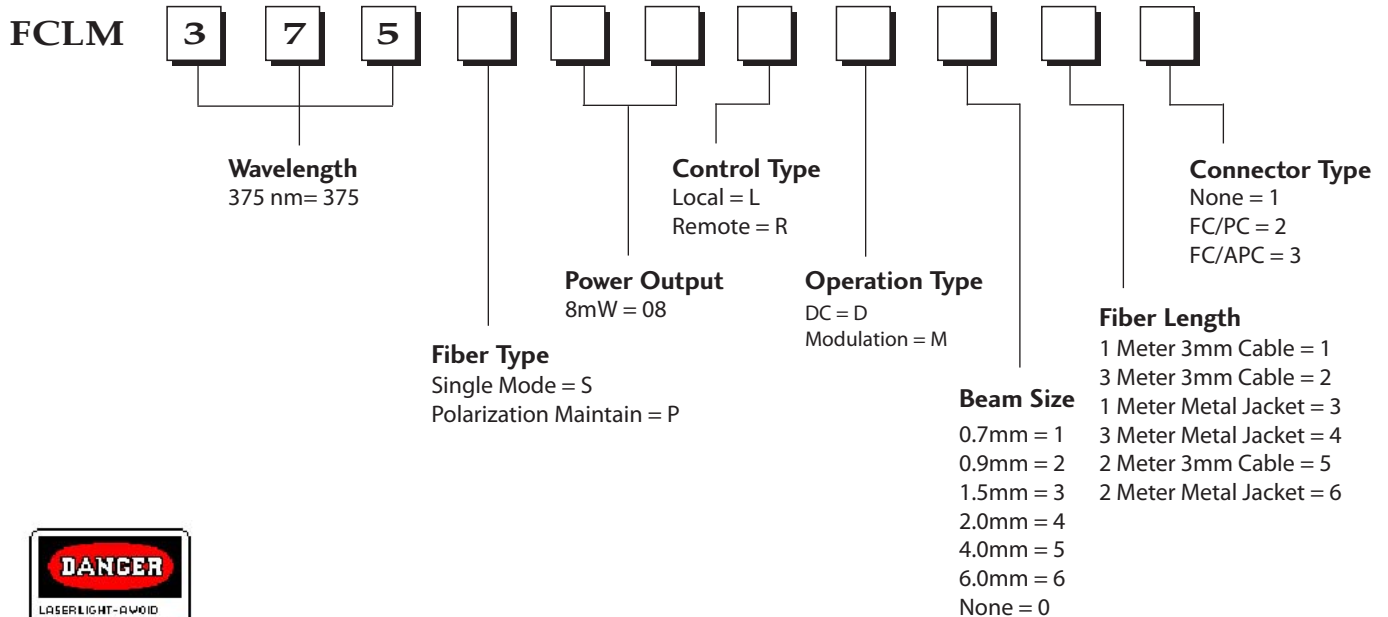 FCLM 3 7 5
Wavelength
375 nm= 375
Control Type
Local = L
Remote = R
Connector Type
None = 1
FC/PC = 2
FC/APC = 3
Power Output
8mW = 08
Operation Type
DC = D
Modulation = M
Fiber Type
Single Mode = S
Polarization Maintain = P
Fiber Length
1 Meter 3mm Cable = 1
3 Meter 3mm Cable = 2
1 Meter Metal Jacket = 3
3 Meter Metal Jacket = 4
2 Meter 3mm Cable = 5
2 Meter Metal Jacket = 6
Beam Size
0.7mm = 1
0.9mm = 2
1.5mm = 3
2.0mm = 4
4.0mm = 5
6.0mm = 6
None = 0
DANGER
LASERLIGHT-AVOID